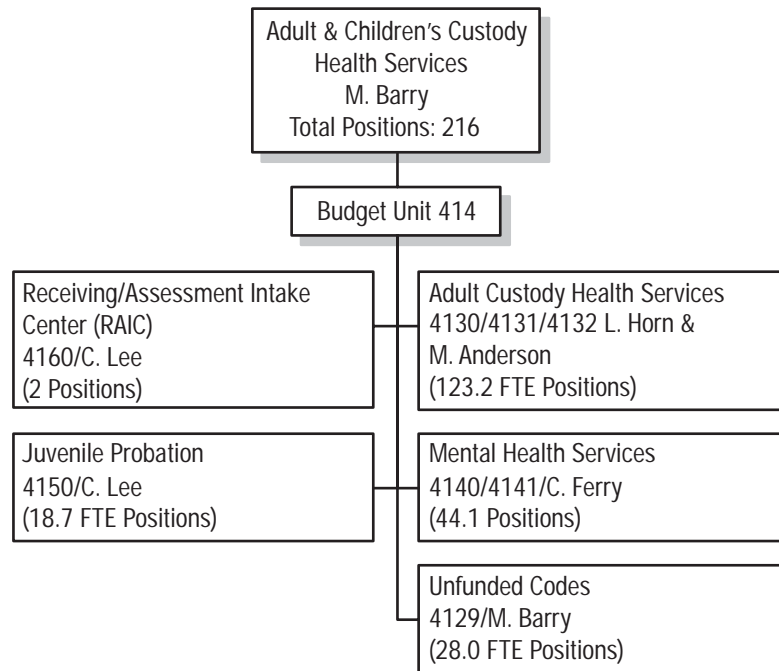 Adult & Children's Custody
Health Services
M. Barry
Total Positions: 216
Budget Unit 414
Receiving/Assessment Intake
Center (RAIC)
4160/C. Lee
(2 Positions)
Adult Custody Health Services
4130/4131/4132 L. Horn &
M. Anderson
(123.2 FTE Positions)
Juvenile Probation
4150/C. Lee
(18.7 FTE Positions)
Mental Health Services
4140/4141/C. Ferry
(44.1 Positions)
Unfunded Codes
4129/M. Barry
(28.0 FTE Positions)